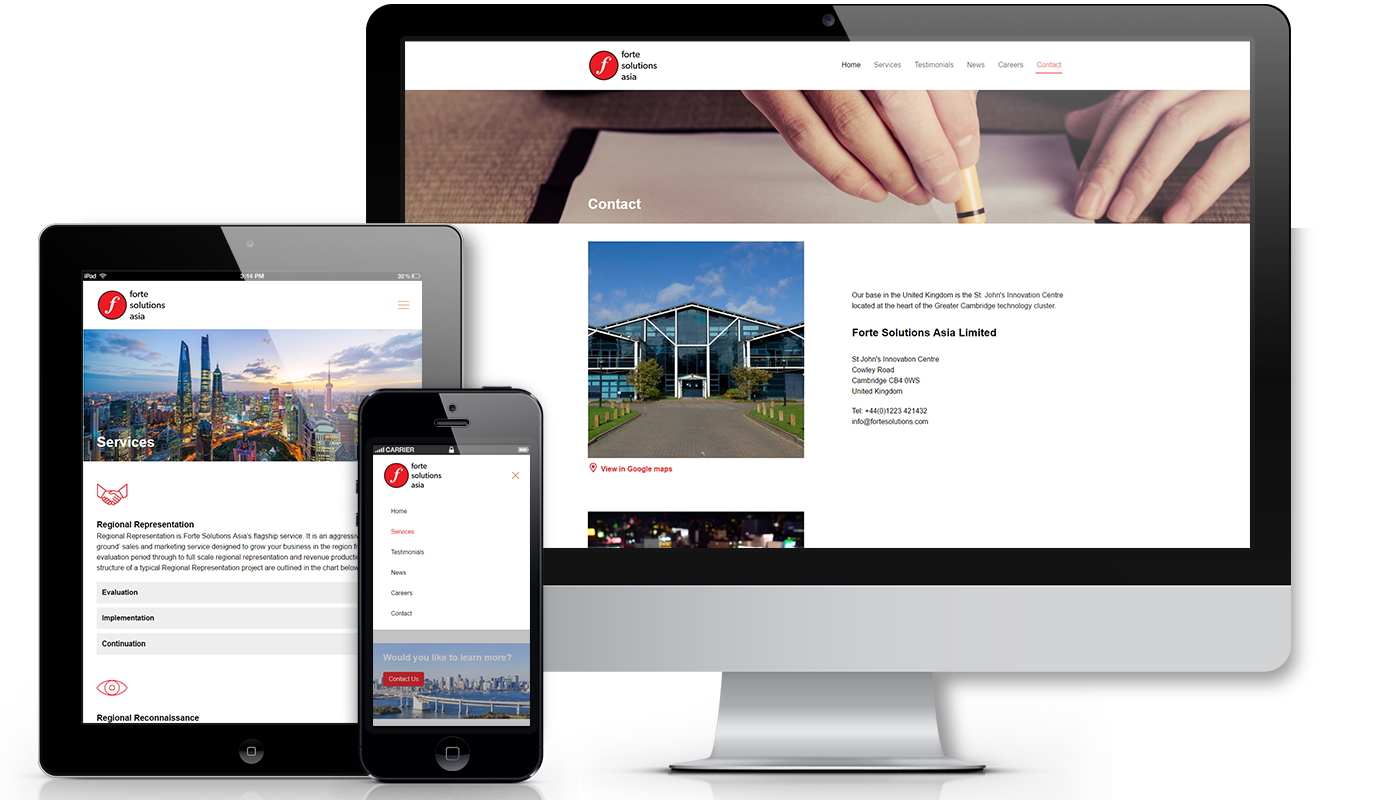 forte
solutions
asia
Home Services Testimonials News Careers Contact
Contact
Our base in the United Kingdom is the St. John's Innovation Centre
located at the heart of the Greater Cambridge technology cluster.
Forte Solutions Asia Limited
St John's Innovation Centre
Cowley Road
Cambridge CB4 0WS
United Kingdom
Tel: +44(0)1223 421432
info@fortesolutions.com
View in Google maps
iPad 3:14 PM 32%
forte
solutions
asia
Services
Regional Representation
Regional Representation is Forte Solutions Asia's flagship service. It is an aggressiv
ground' sales and marketing service designed to grow your business in the region fr
evaluation period through to full scale regional representation and revenue productio
structure of a typical Regional Representation project are outlined in the chart below
Evaluation
Implementation
Continuation
Regional Reconnaissance
CARRIER
forte
solutions
asia
Home
Services
Testimonials
News
Careers
Contact
Would you like to learn more?
Contact Us